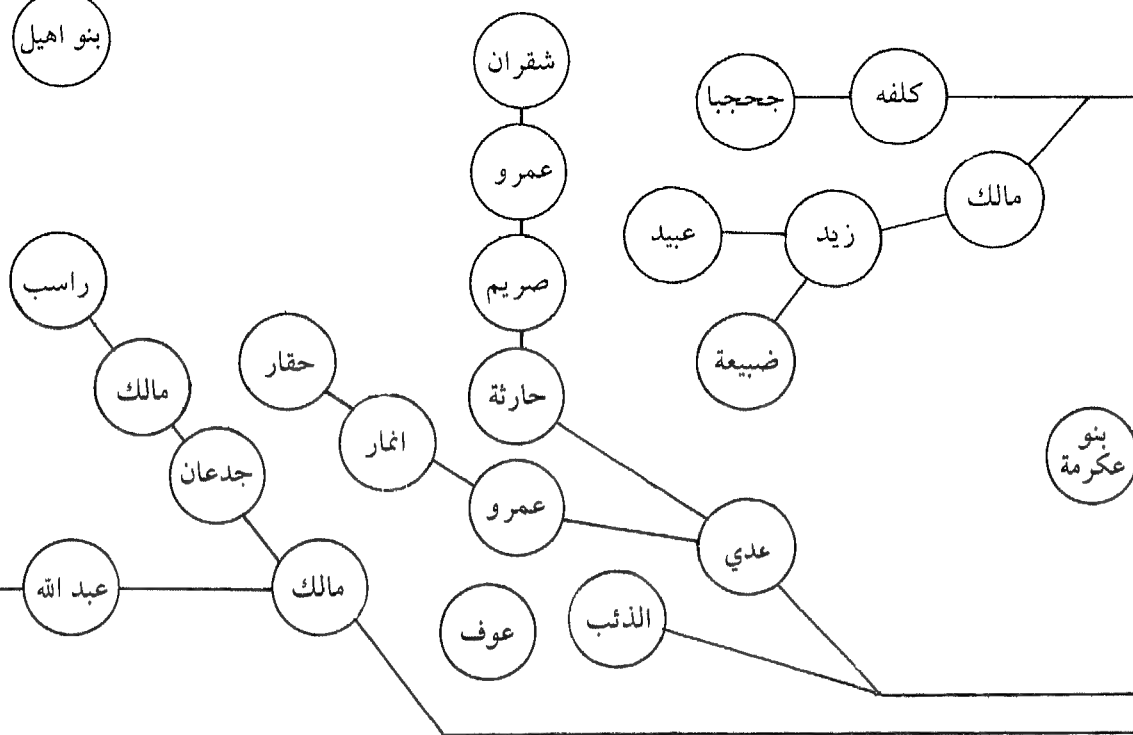 بنو اهيل
شقران
كلفه
جحجبا
عمرو
مالك
زيد
عبيد
صريم
راسب
ضبيعة
حقار
مالك
حارثة
انمار
بنو
عكرمة
جدعان
عمرو
عدي
مالك
عبد الله
الذئب
عوف